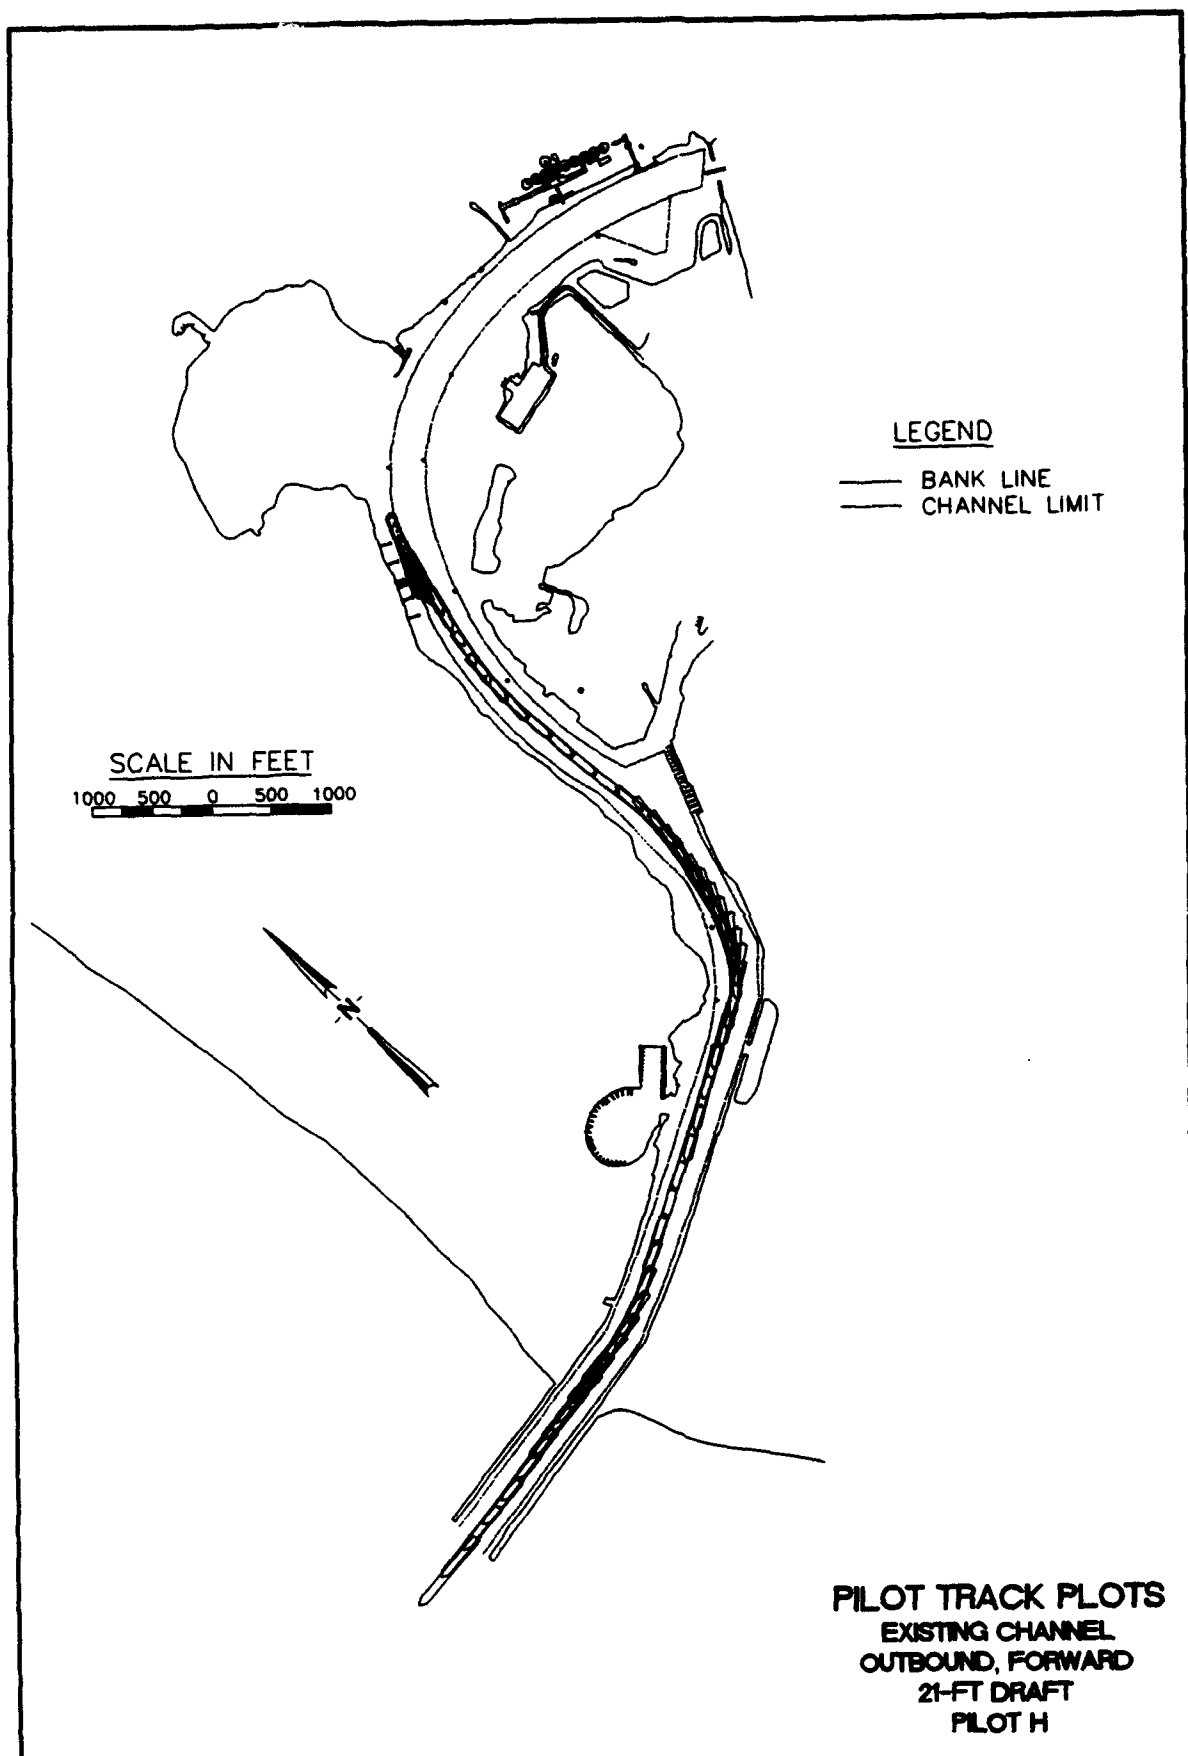 LEGEND
BANK LINE
CHANNEL LIMIT
SCALE IN FEET
1000 500 0 500 1000
N
PILOT TRACK PLOTS
EXISTING CHANNEL
OUTBOUND, FORWARD
21-FT DRAFT
PILOT H